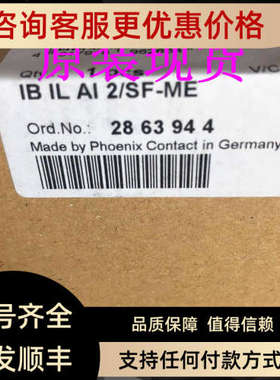 咨询客服更优惠价格
原装现货
IB IL AI 2/SF-ME
Ord.No.: 28 63 94 4
Made by Phoenix Contact in Germany
号齐全
品质保障 值得信赖
发顺丰
支持任何付款方式